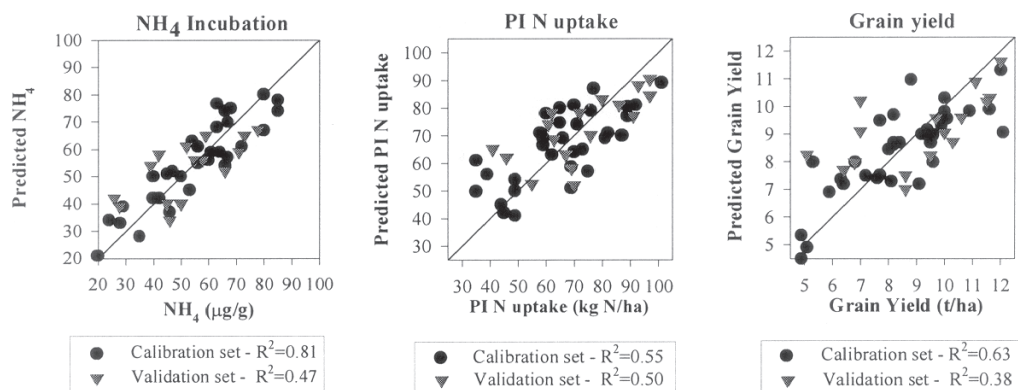 NH4 Incubation
Predicted NH4
100
90
80
70
60
50
40
30
20
20 30 40 50 60 70 80 90 100
NH4 (µg/g)
Calibration set - R²=0.81
Validation set - R²=0.47
PI N uptake
Predicted PI N uptake
100
90
80
70
60
50
40
30
30 40 50 60 70 80 90 100
PI N uptake (kg N/ha)
Calibration set - R²=0.55
Validation set - R²=0.50
Grain yield
Predicted Grain Yield
12
11
10
9
8
7
6
5
5 6 7 8 9 10 11 12
Grain Yield (t/ha)
Calibration set - R²=0.63
Validation set - R²=0.38